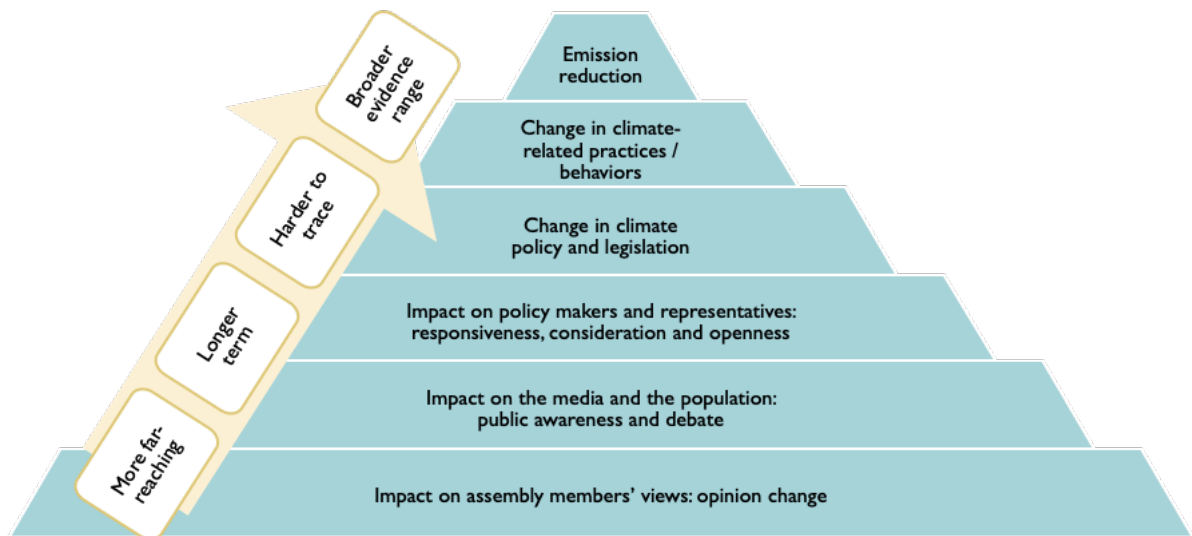 Emission
reduction
Change in climate-
related practices /
behaviors
Change in climate
policy and legislation
Impact on policy makers and representatives:
responsiveness, consideration and openness
Impact on the media and the population:
public awareness and debate
Impact on assembly members’ views: opinion change
Broader
evidence
range
Harder to
trace
Longer
term
More far-
reaching